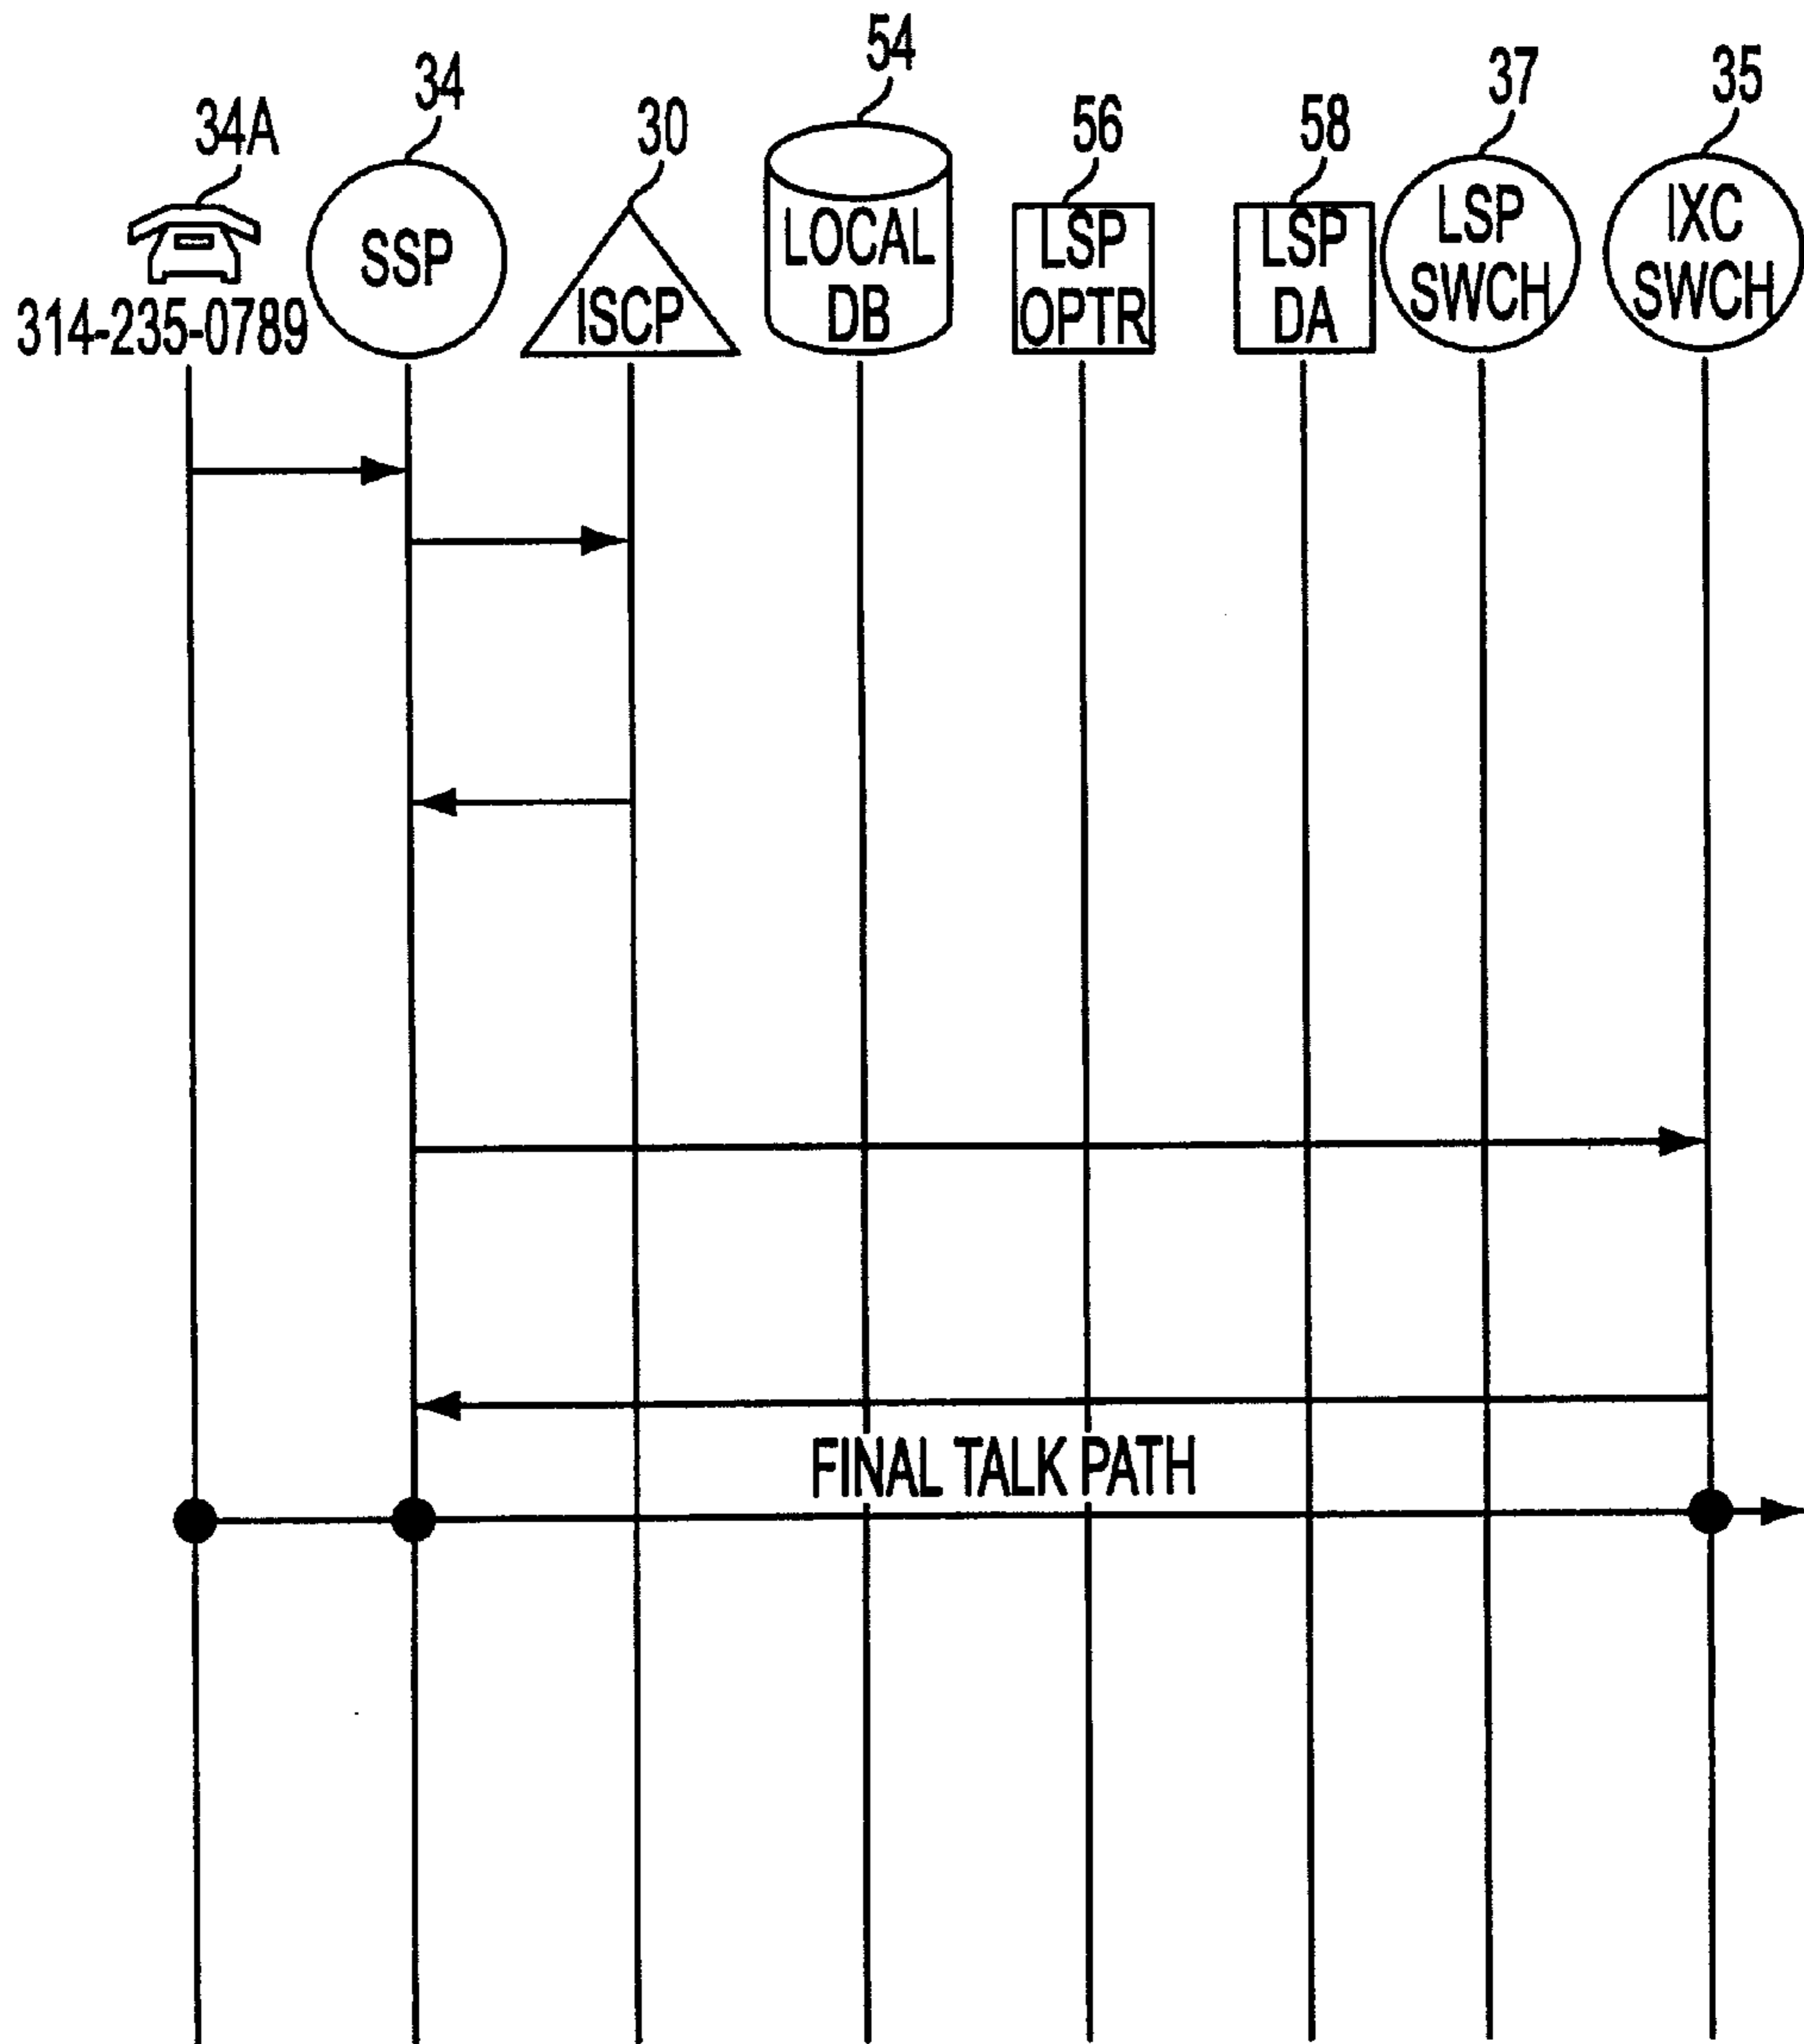 34A
34
30
54
56
58
37
35
314-235-0789
SSP
ISCP
LOCAL
DB
LSP
OPTR
LSP
DA
LSP
SWCH
IXC
SWCH
FINAL TALK PATH